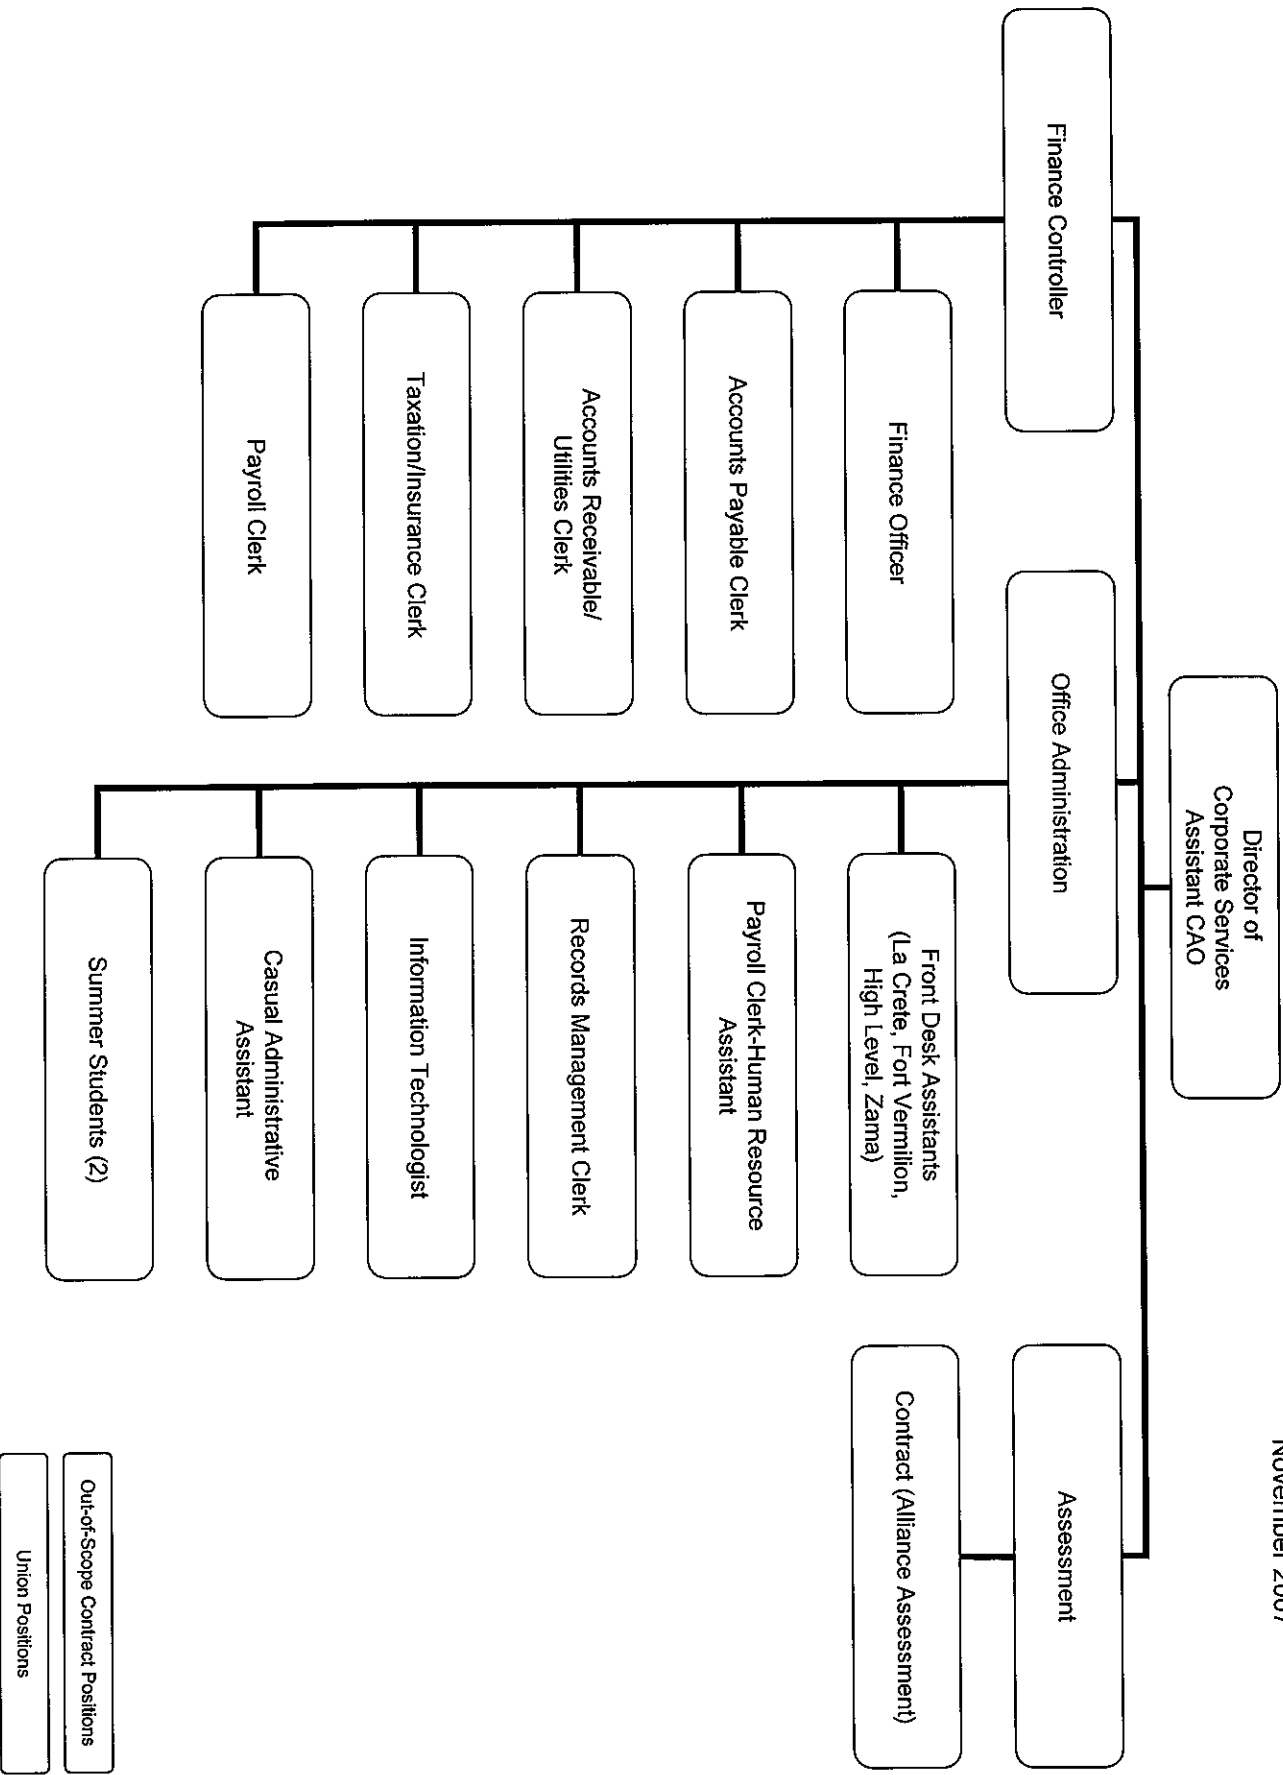 November 2007
Director of
Corporate Services
Assistant CAO
Finance Controller
Office Administration
Assessment
Finance Officer
Accounts Payable Clerk
Accounts Receivable/
Utilities Clerk
Taxation/Insurance Clerk
Payroll Clerk
Front Desk Assistants
(La Crete, Fort Vermilion,
High Level, Zama)
Payroll Clerk-Human Resource
Assistant
Records Management Clerk
Information Technologist
Casual Administrative
Assistant
Summer Students (2)
Contract (Alliance Assessment)
Out-of-Scope Contract Positions
Union Positions